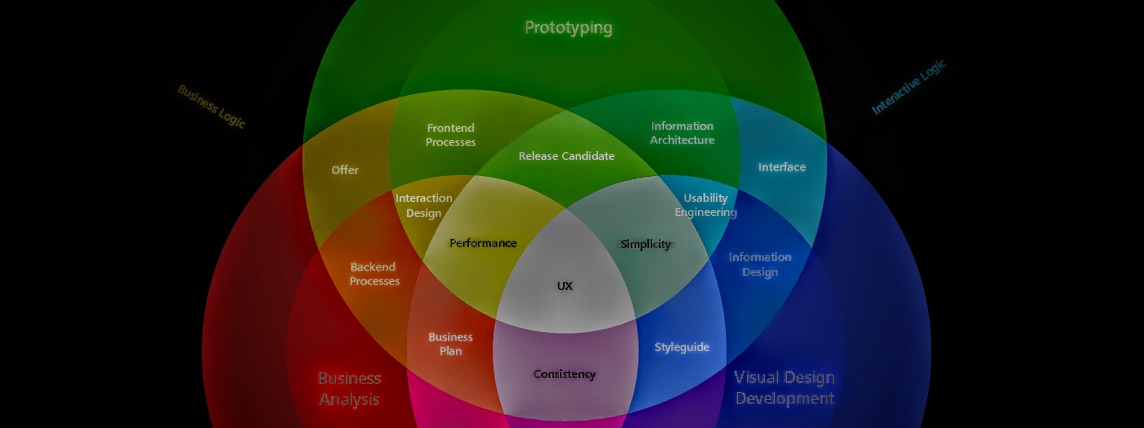 Prototyping
Business Logic
Interactive Logic
Frontend
Processes
Information
Architecture
Release Candidate
Offer
Interface
Interaction
Design
Usability
Engineering
Performance
Simplicity
Backend
Processes
Information
Design
UX
Business
Plan
Styleguide
Consistency
Business
Analysis
Visual Design
Development